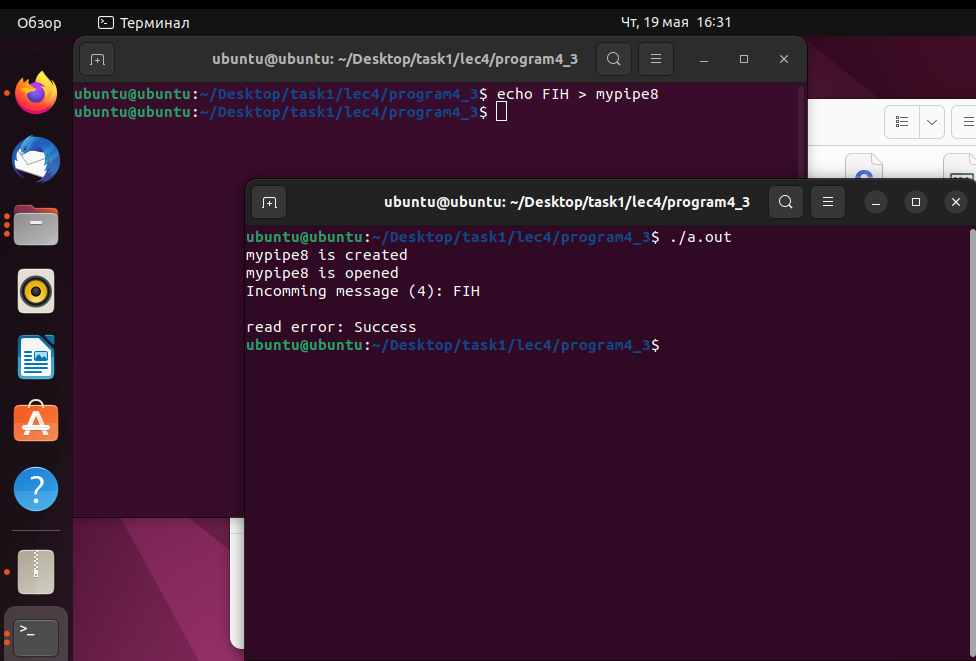 Обзор
Терминал
Чт, 19 мая 16:31
ubuntu@ubuntu: ~/Desktop/task1/lec4/program4_3
ubuntu@ubuntu:~/Desktop/task1/lec4/program4_3$ echo FIH > mypipe8
ubuntu@ubuntu:~/Desktop/task1/lec4/program4_3$
ubuntu@ubuntu: ~/Desktop/task1/lec4/program4_3
ubuntu@ubuntu:~/Desktop/task1/lec4/program4_3$ ./a.out
mypipe8 is created
mypipe8 is opened
Incomming message (4): FIH
read error: Success
ubuntu@ubuntu:~/Desktop/task1/lec4/program4_3$